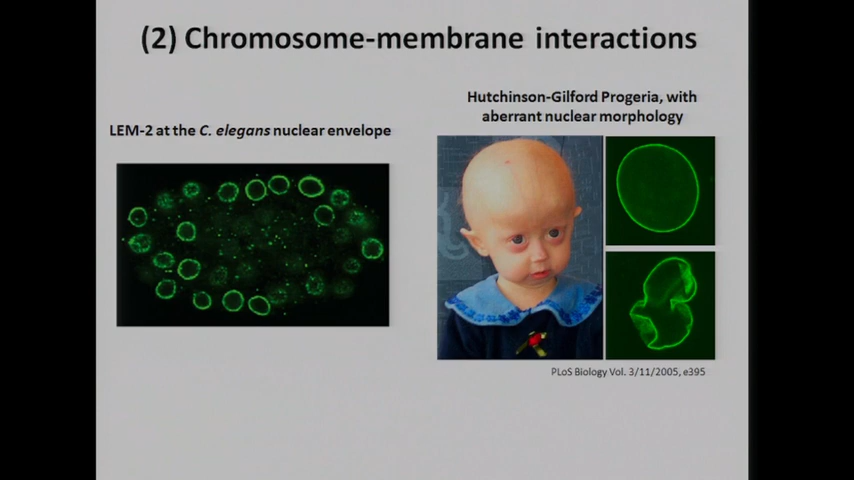 (2) Chromosome-membrane interactions
Hutchinson-Gilford Progeria, with
aberrant nuclear morphology
LEM-2 at the C. elegans nuclear envelope
PLoS Biology Vol. 3/11/2005, e395